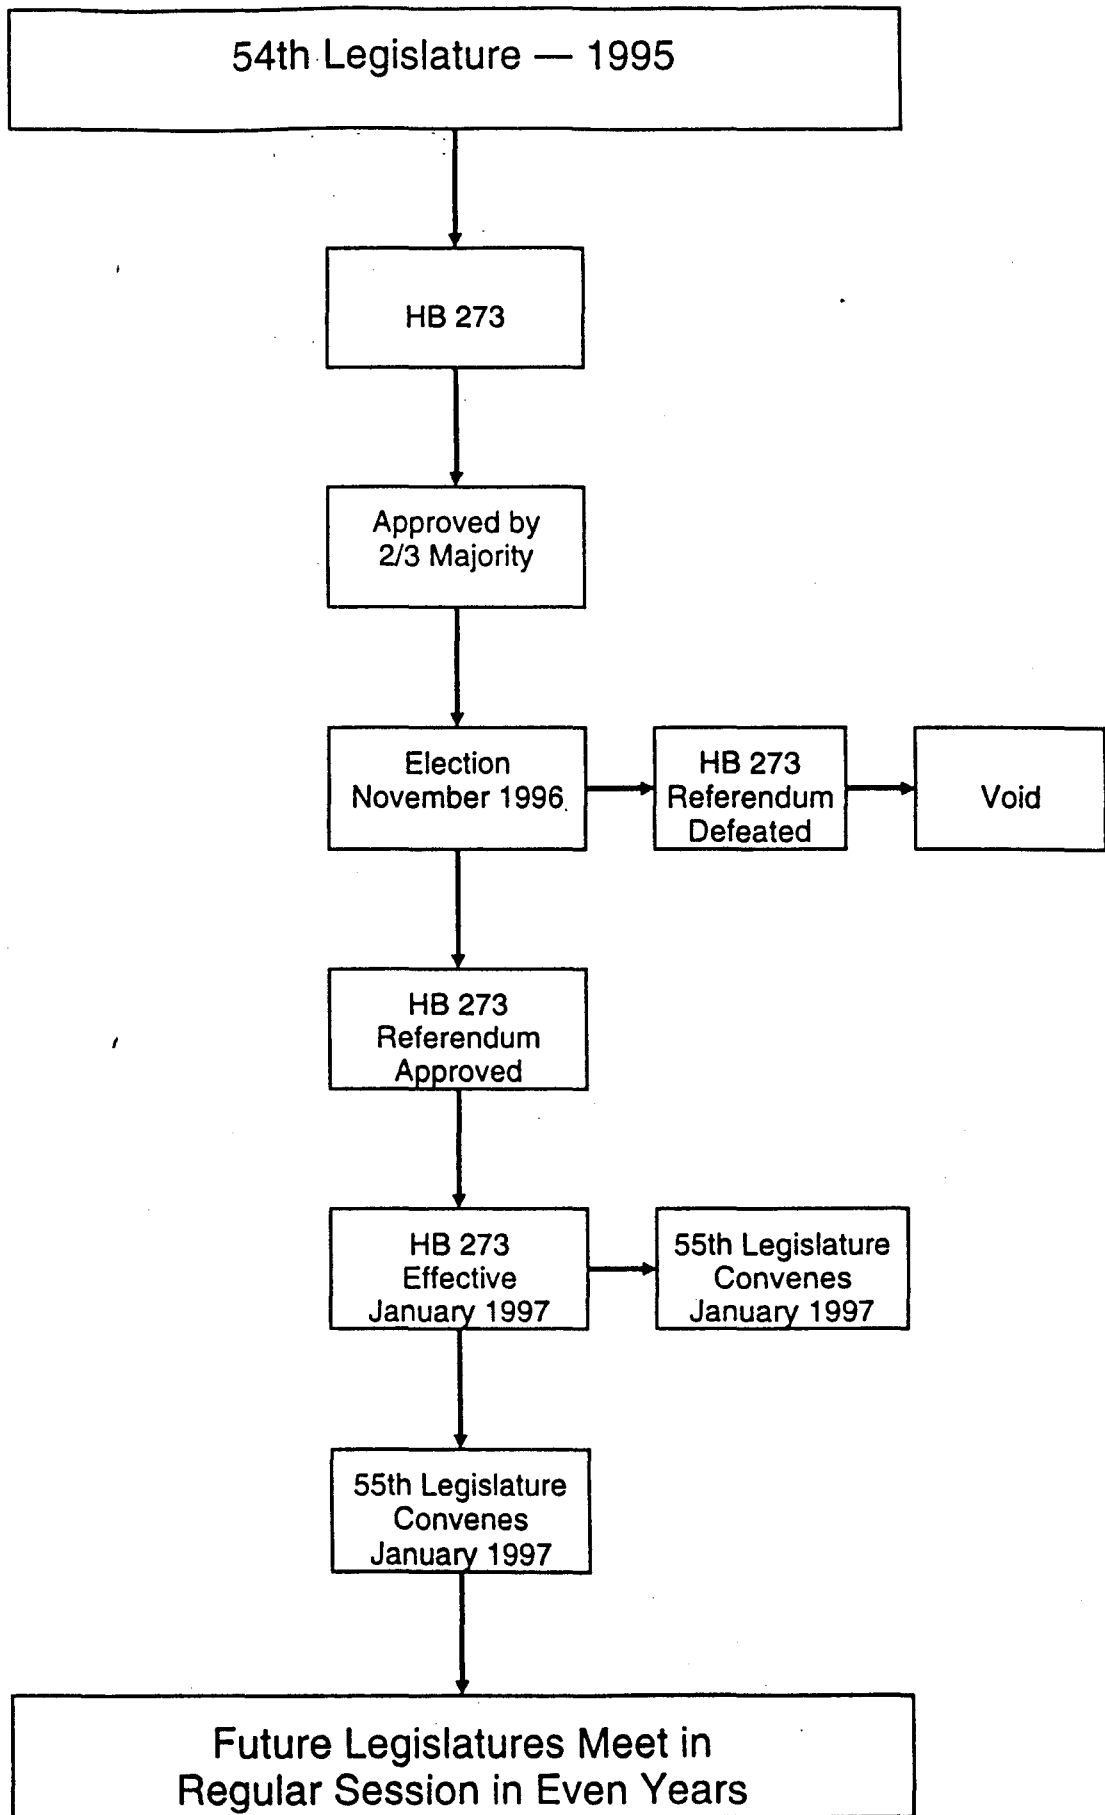 54th Legislature — 1995
HB 273
Approved by
2/3 Majority
Election
November 1996
HB 273
Referendum
Defeated
Void
HB 273
Referendum
Approved
HB 273
Effective
January 1997
55th Legislature
Convenes
January 1997
55th Legislature
Convenes
January 1997
Future Legislatures Meet in
Regular Session in Even Years